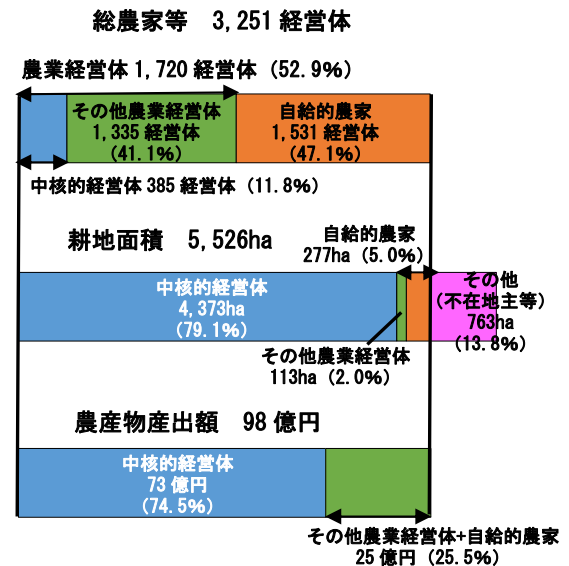 総農家等　3,251 経営体
農業経営体 1,720 経営体（52.9％）
その他農業経営体
1,335 経営体
(41.1％)
自給的農家
1,531 経営体
(47.1％)
中核的経営体 385 経営体（11.8％）
耕地面積　5,526ha
自給的農家
277ha（5.0％）
中核的経営体
4,373ha
(79.1％)
その他
(不在地主等)
763ha
(13.8％)
その他農業経営体
113ha（2.0％）
農産物産出額　98 億円
中核的経営体
73 億円
(74.5％)
その他農業経営体+自給的農家
25 億円（25.5％）